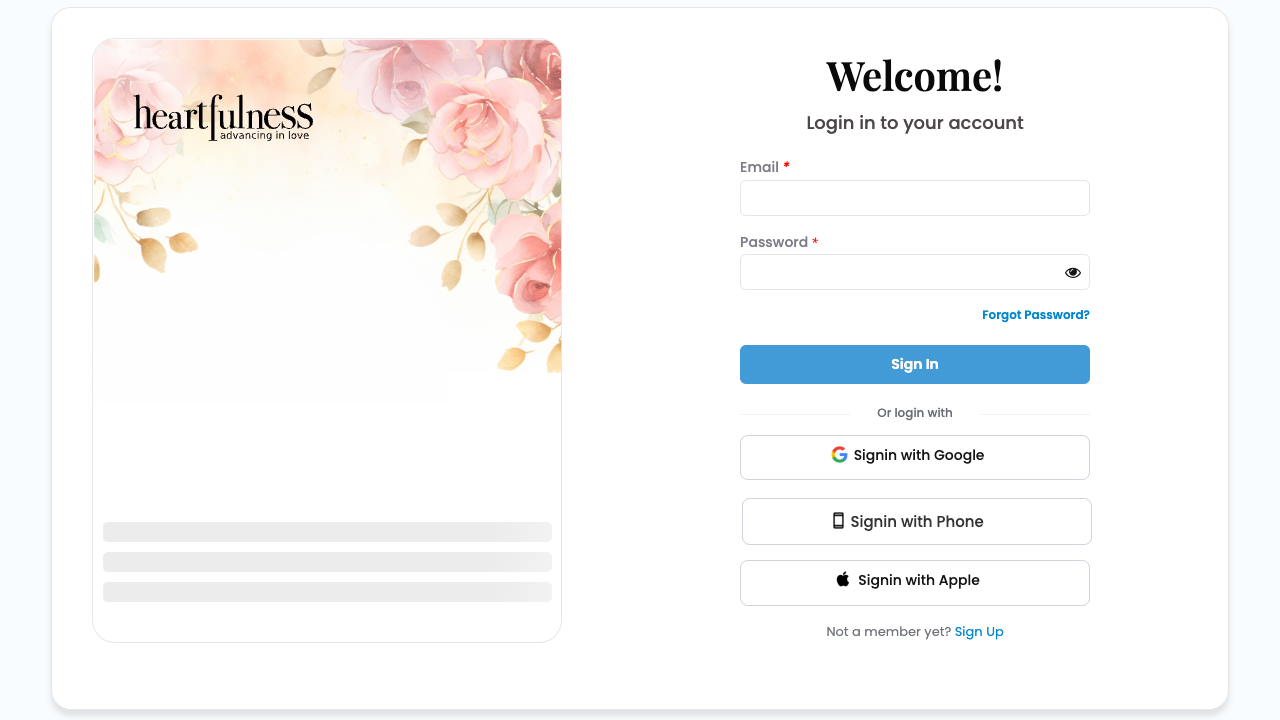 heartfulness
advancing in love
Welcome!
Login in to your account
Email *
Password *
Forgot Password?
Sign In
Or login with
Signin with Google
Signin with Phone
Signin with Apple
Not a member yet? Sign Up